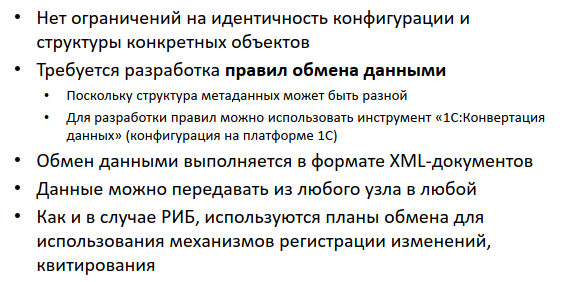 • Нет ограничений на идентичность конфигурации и
структуры конкретных объектов
• Требуется разработка правил обмена данными
• Поскольку структура метаданных может быть разной
• Для разработки правил можно использовать инструмент «1С:Конвертация
данных» (конфигурация на платформе 1С)
• Обмен данными выполняется в формате XML-документов
• Данные можно передавать из любого узла в любой
• Как и в случае РИБ, используются планы обмена для
использования механизмов регистрации изменений,
квитирования